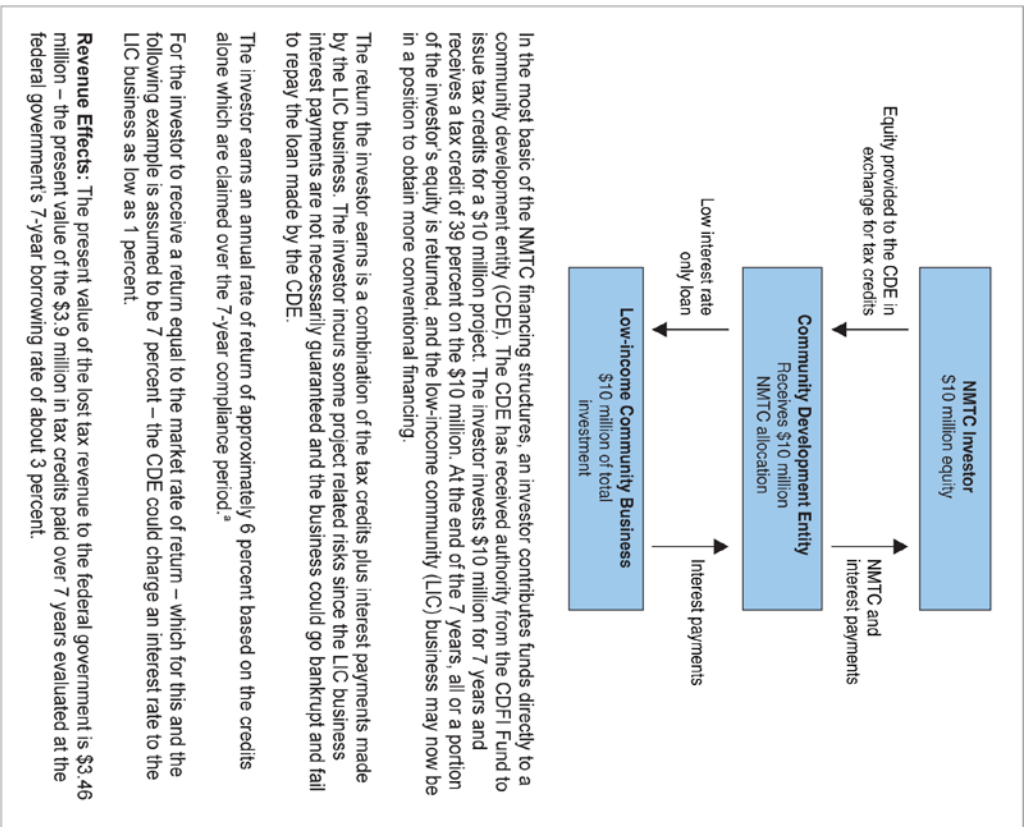 NMTC Investor
$10 million equity
Equity provided to the CDE in
exchange for tax credits
NMTC and
interest payments
Community Development Entity
Receives $10 million
NMTC allocation
Low interest rate
only loan
Interest payments
Low-income Community Business
$10 million of total
investment
In the most basic of the NMTC financing structures, an investor contributes funds directly to a
community development entity (CDE). The CDE has received authority from the CDFI Fund to
issue tax credits for a $10 million project. The investor invests $10 million for 7 years and
receives a tax credit of 39 percent on the $10 million. At the end of the 7 years, all or a portion
of the investor's equity is returned, and the low-income community (LIC) business may now be
in a position to obtain more conventional financing.
The return the investor earns is a combination of the tax credits plus interest payments made
by the LIC business. The investor incurs some project related risks since the LIC business
interest payments are not necessarily guaranteed and the business could go bankrupt and fail
to repay the loan made by the CDE.
The investor earns an annual rate of return of approximately 6 percent based on the credits
alone which are claimed over the 7-year compliance period.ᵃ
For the investor to receive a return equal to the market rate of return – which for this and the
following example is assumed to be 7 percent – the CDE could charge an interest rate to the
LIC business as low as 1 percent.
Revenue Effects: The present value of the lost tax revenue to the federal government is $3.46
million – the present value of the $3.9 million in tax credits paid over 7 years evaluated at the
federal government's 7-year borrowing rate of about 3 percent.